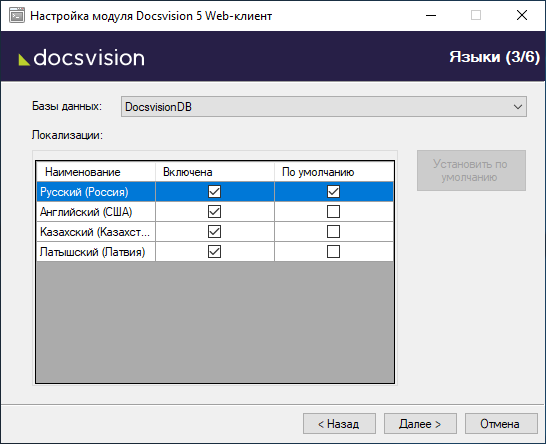 Настройка модуля Docsvision 5 Web-клиент
docsvision
Языки (3/6)
Базы данных: DocsvisionDB
Локализации:
Наименование Включена По умолчанию
Русский (Россия)
Английский (США)
Казахский (Казахст...
Латышский (Латвия)
Установить по
умолчанию
< Назад Далее > Отмена